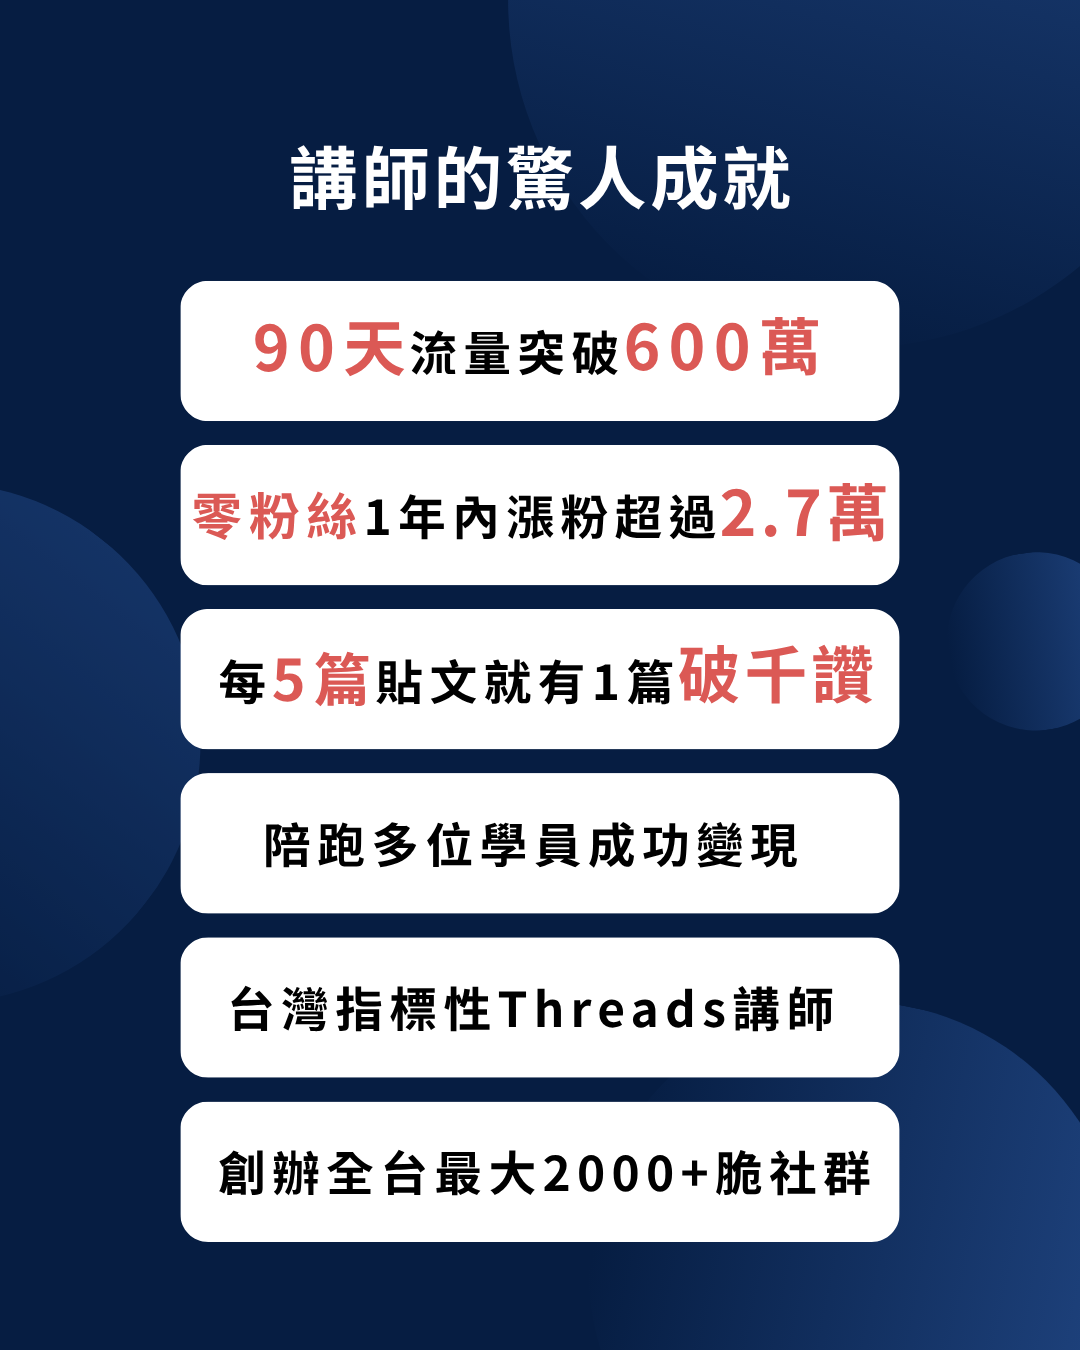 講師的驚人成就
90天流量突破600萬
零粉絲1年內漲粉超過2.7萬
每5篇貼文就有1篇破千讚
陪跑多位學員成功變現
台灣指標性Threads講師
創辦全台最大2000+脆社群